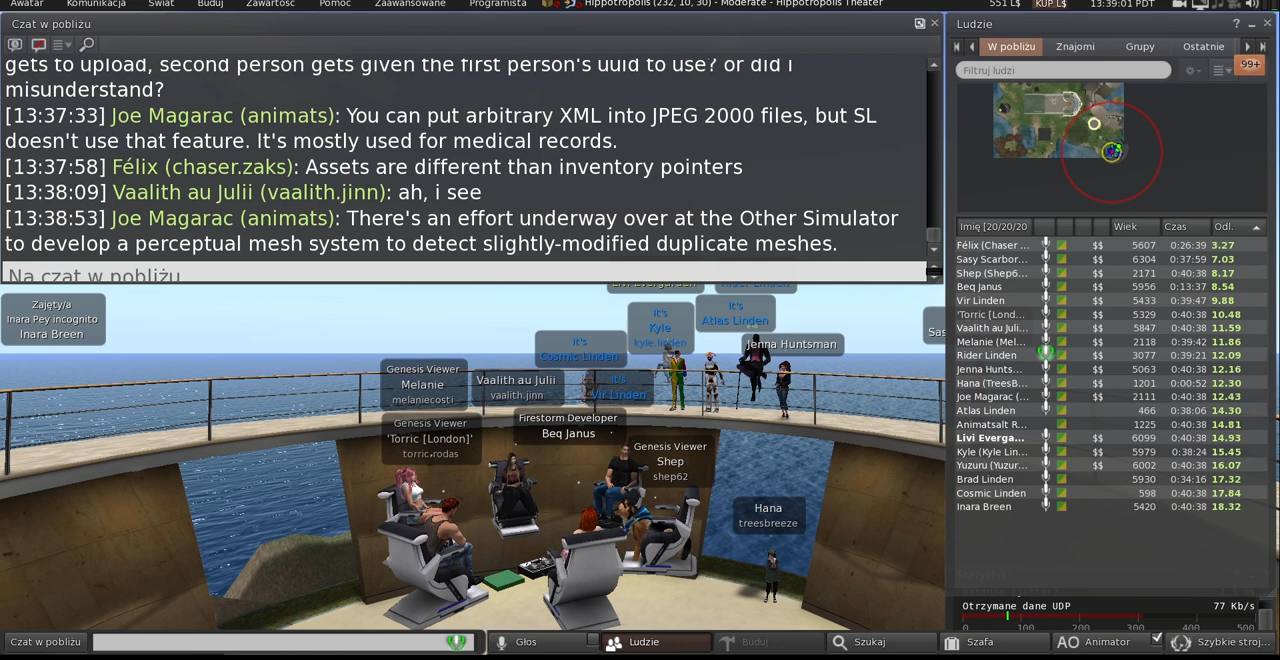 Awatar Komunikacja Świat Buduj Zawartość Pomoc Zaawansowane Programista Hippotropolis (232, 10, 30) - Moderate - Hippotropolis Theater 551 L$ KUP L$ 13:39:01 PDT
Czat w pobliżu
gets to upload, second person gets given the first person's uuid to use? or did i
misunderstand?
[13:37:33] Joe Magarac (animats): You can put arbitrary XML into JPEG 2000 files, but SL
doesn't use that feature. It's mostly used for medical records.
[13:37:58] Félix (chaser.zaks): Assets are different than inventory pointers
[13:38:09] Vaalith au Julii (vaalith.jinn): ah, i see
[13:38:53] Joe Magarac (animats): There's an effort underway over at the Other Simulator
to develop a perceptual mesh system to detect slightly-modified duplicate meshes.
Na czat w pobliżu
Zajęty/a
Inara Pey incognito
Inara Breen
Livi Evergarden
Rider Linden
It's
Kyle
kyle.linden
It's
Atlas Linden
Sas
It's
Cosmic Linden
Jenna Huntsman
Genesis Viewer
Melanie
melaniecosti
Vaalith au Julii
vaalith.jinn
It's
Vir Linden
Genesis Viewer
'Torric [London]'
torric.rodas
Firestorm Developer
Beq Janus
Genesis Viewer
Shep
shep62
Hana
treesbreeze
Ludzie
W pobliżu Znajomi Grupy Ostatnie
99+
Filtruj ludzi
Imię [20/20/20 Wiek Czas Odl.
Félix (Chaser ... $$ 5607 0:26:39 3.27
Sasy Scarbor... $$ 6304 0:37:59 7.03
Shep (Shep6... $$ 2171 0:40:38 8.17
Beq Janus $$ 5956 0:13:37 8.54
Vir Linden $$ 5433 0:39:47 9.88
'Torric [Lond... $$ 5329 0:40:38 10.48
Vaalith au Juli... $$ 5847 0:40:38 11.59
Melanie (Mel... $$ 2118 0:39:42 11.86
Rider Linden $$ 3077 0:39:21 12.09
Jenna Hunts... $$ 5063 0:40:38 12.16
Hana (TreesB... $$ 1201 0:00:52 12.30
Joe Magarac (... $$ 2111 0:40:38 12.43
Atlas Linden 466 0:38:06 14.30
Animatsalt R... 1225 0:40:38 14.81
Livi Everga... $$ 6099 0:40:38 14.93
Kyle (Kyle Lin... $$ 5979 0:38:24 15.45
Yuzuru (Yuzur... $$ 6002 0:40:38 16.07
Brad Linden 5930 0:34:16 17.32
Cosmic Linden 598 0:40:38 17.84
Inara Breen 5420 0:40:38 18.32
Otrzymane dane UDP 77 Kb/s
0 100 200 300 400 500
Czat w pobliżu Głos Ludzie Buduj Szukaj Szafa AO Animator Szybkie stroj...